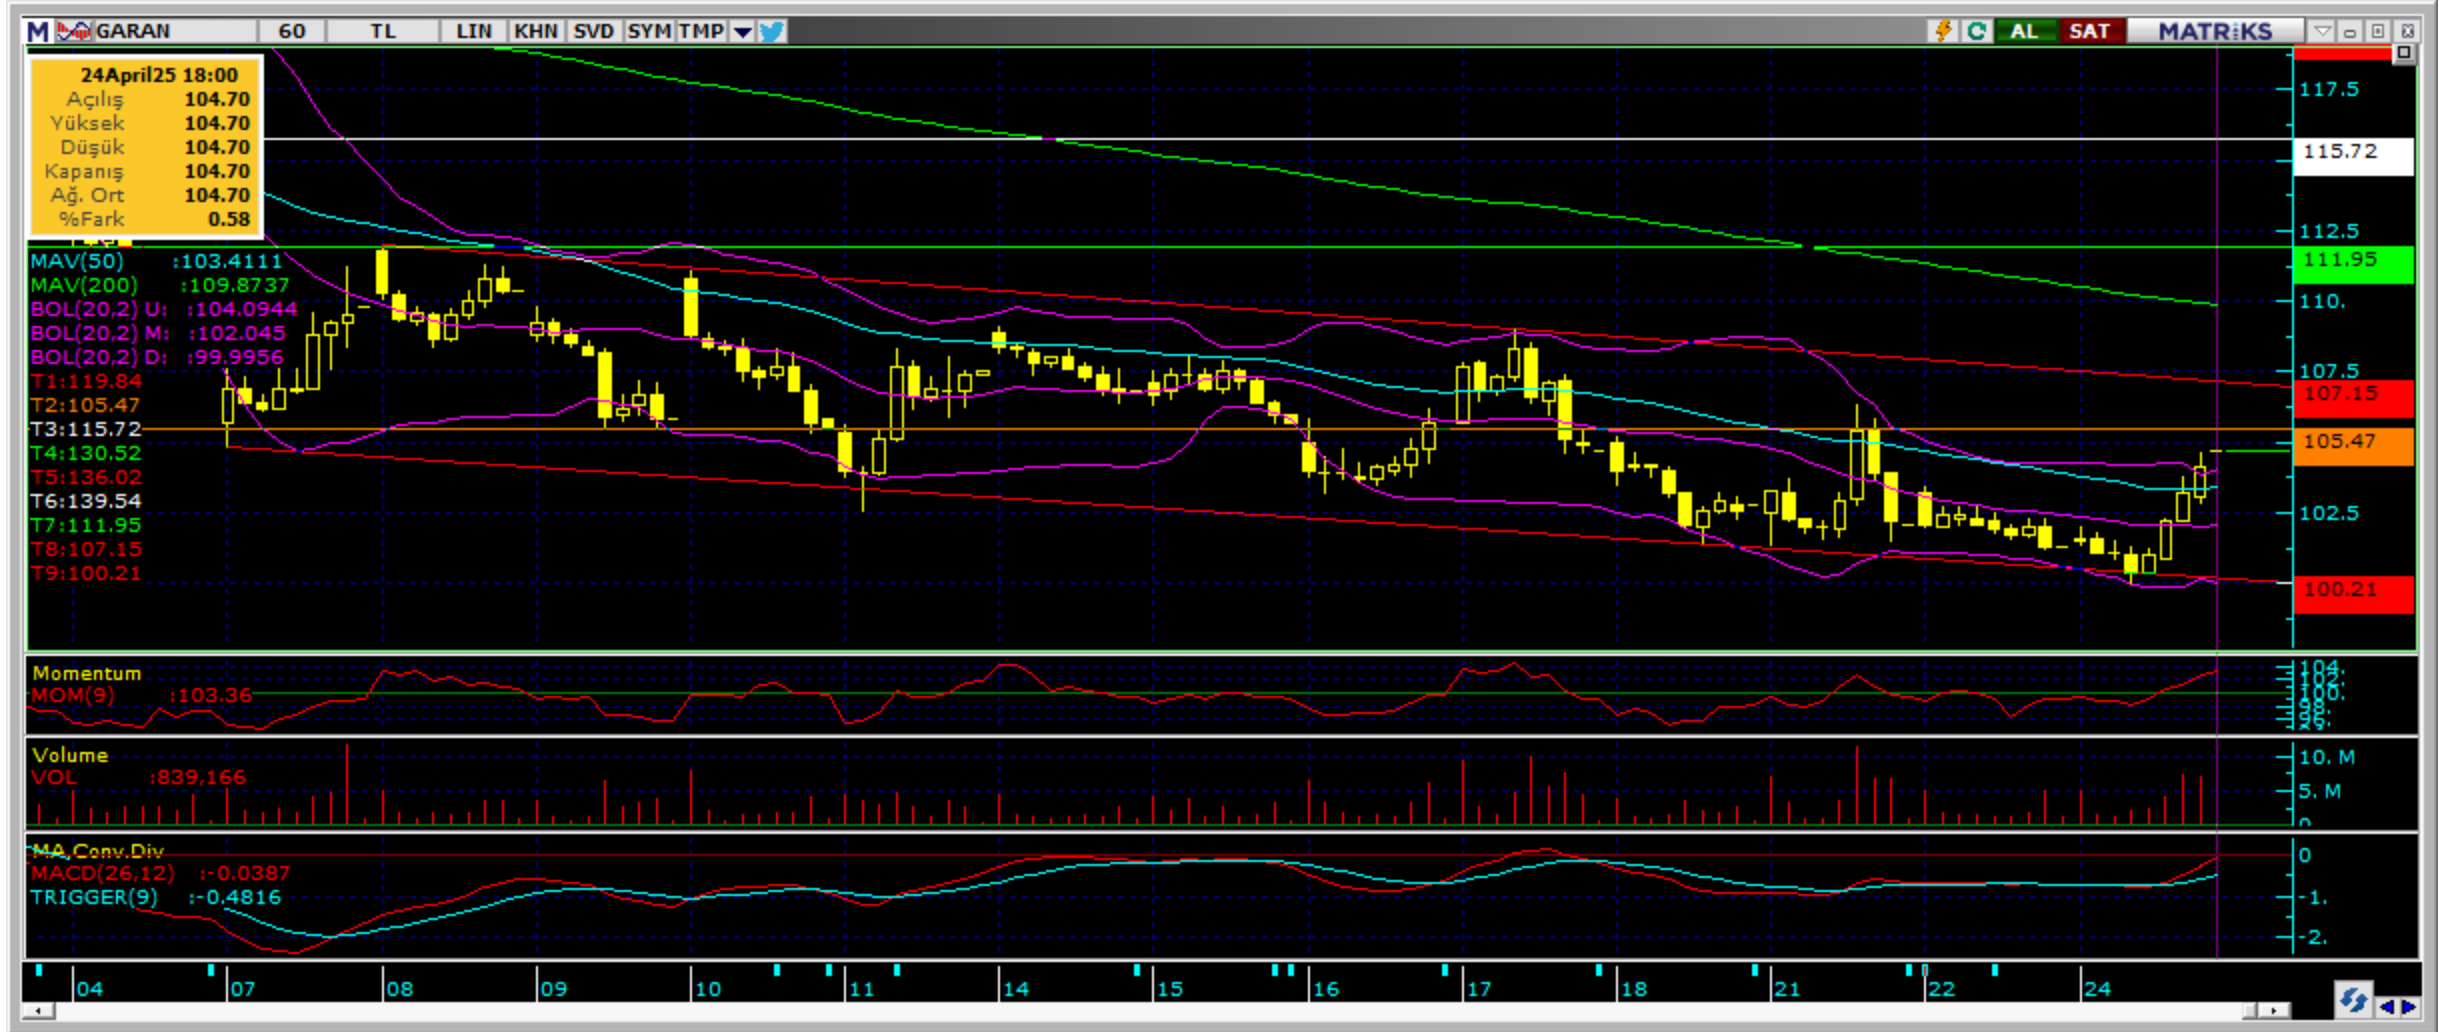 M GARAN 60 TL LIN KHN SVD SYM TMP AL SAT MATRiKS
24April25 18:00
Açılış 104.70
Yüksek 104.70
Düşük 104.70
Kapanış 104.70
Ağ. Ort 104.70
%Fark 0.58
MAV(50) :103.4111
MAV(200) :109.8737
BOL(20,2) U: :104.0944
BOL(20,2) M: :102.045
BOL(20,2) D: :99.9956
T1:119.84
T2:105.47
T3:115.72
T4:130.52
T5:136.02
T6:139.54
T7:111.95
T8:107.15
T9:100.21
117.5
115.72
112.5
111.95
110.
107.5
107.15
105.47
102.5
100.21
Momentum
MOM(9) :103.36
104.
102.
100.
98.
96.
Volume
VOL :839,166
10. M
5. M
0
MA.Conv.Div
MACD(26,12) :-0.0387
TRIGGER(9) :-0.4816
0
-1.
-2.
04 07 08 09 10 11 14 15 16 17 18 21 22 24